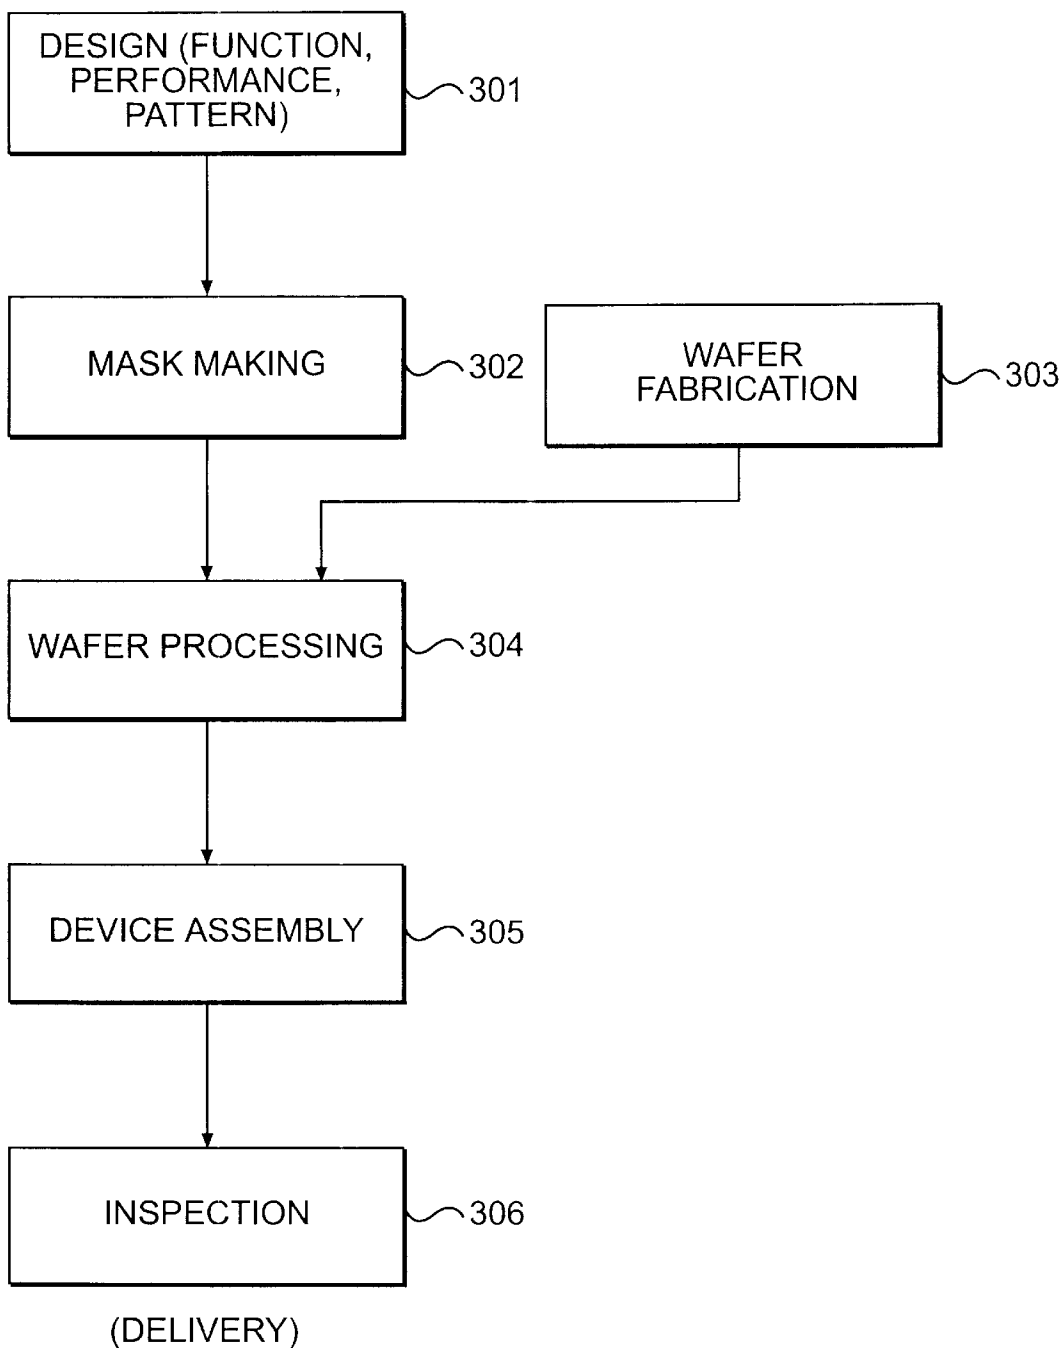 DESIGN (FUNCTION,
PERFORMANCE,
PATTERN)
301
MASK MAKING
302
WAFER
FABRICATION
303
WAFER PROCESSING
304
DEVICE ASSEMBLY
305
INSPECTION
306
(DELIVERY)